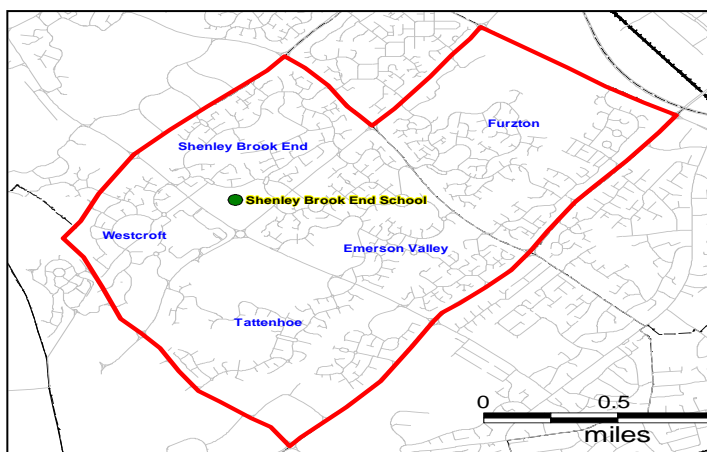 Furzton
Shenley Brook End
Shenley Brook End School
Westcroft
Emerson Valley
Tattenhoe
0 0.5
miles